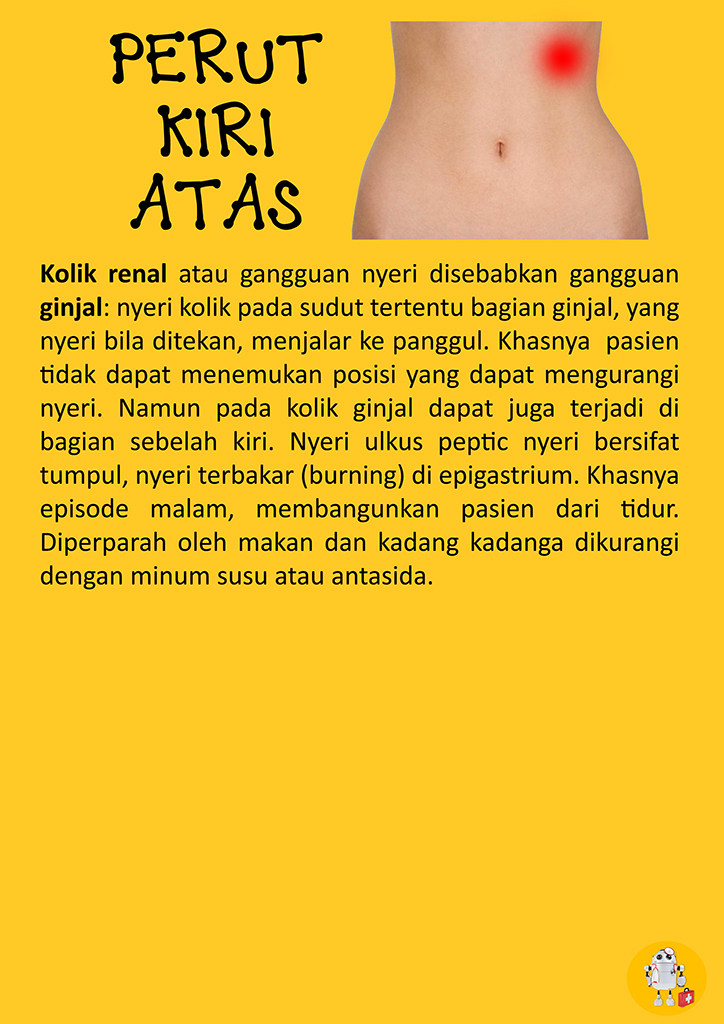 PERUT
KIRI
ATAS
Kolik renal atau gangguan nyeri disebabkan gangguan
ginjal: nyeri kolik pada sudut tertentu bagian ginjal, yang
nyeri bila ditekan, menjalar ke panggul. Khasnya pasien
tidak dapat menemukan posisi yang dapat mengurangi
nyeri. Namun pada kolik ginjal dapat juga terjadi di
bagian sebelah kiri. Nyeri ulkus peptic nyeri bersifat
tumpul, nyeri terbakar (burning) di epigastrium. Khasnya
episode malam, membangunkan pasien dari tidur.
Diperparah oleh makan dan kadang kadanga dikurangi
dengan minum susu atau antasida.